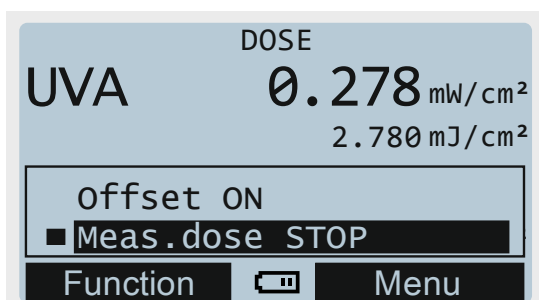 DOSE
UVA 0.278 mW/cm²
2.780 mJ/cm²
Offset ON
Meas.dose STOP
Function Menu